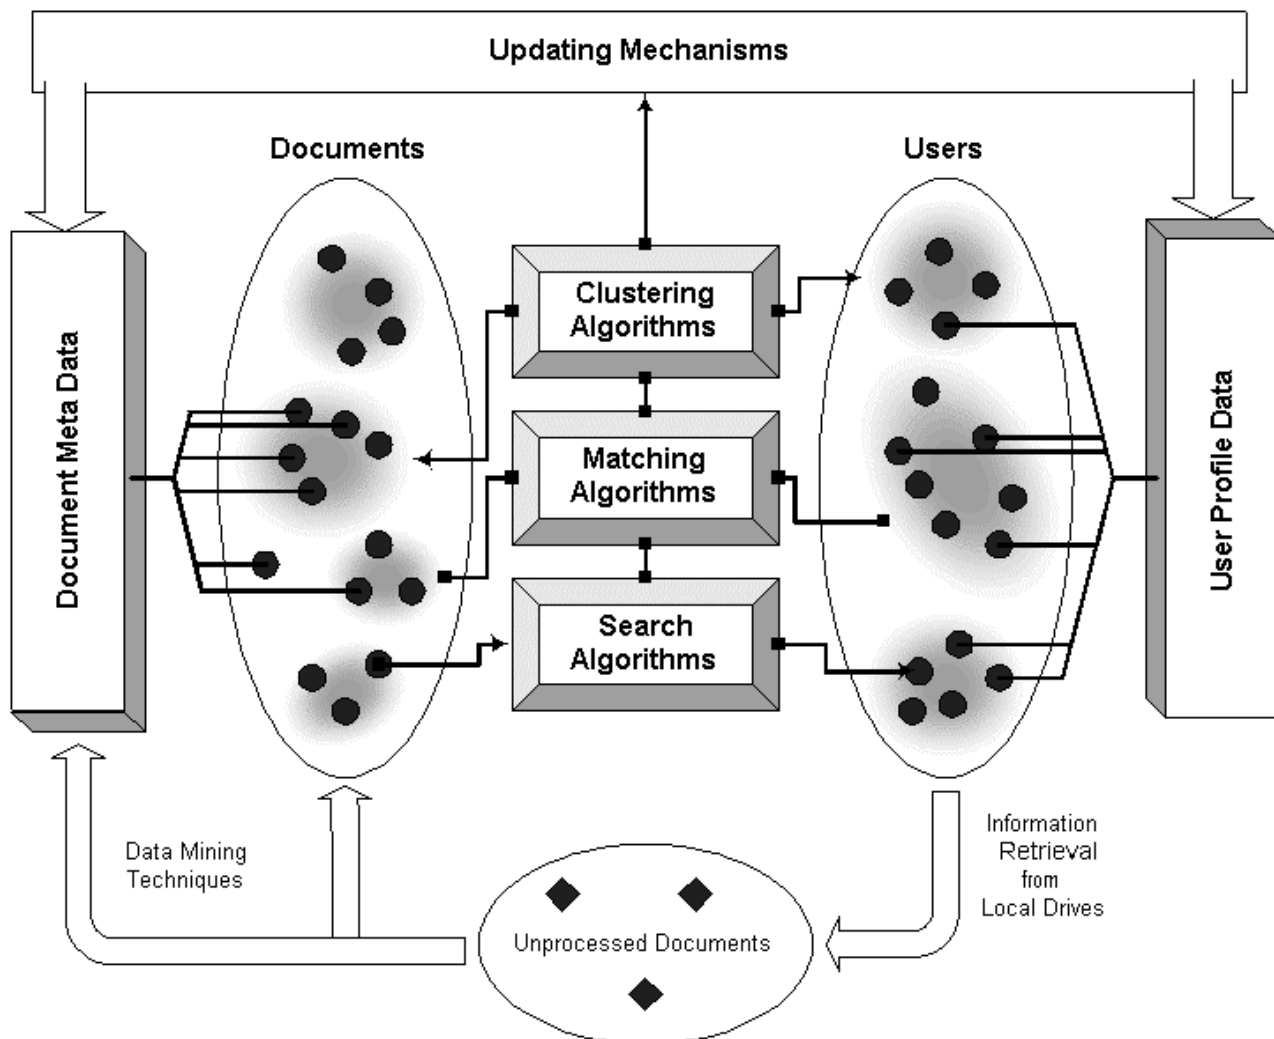 Updating Mechanisms
Documents
Users
Document Meta Data
Clustering
Algorithms
Matching
Algorithms
Search
Algorithms
User Profile Data
Data Mining
Techniques
Unprocessed Documents
Information
Retrieval
from
Local Drives